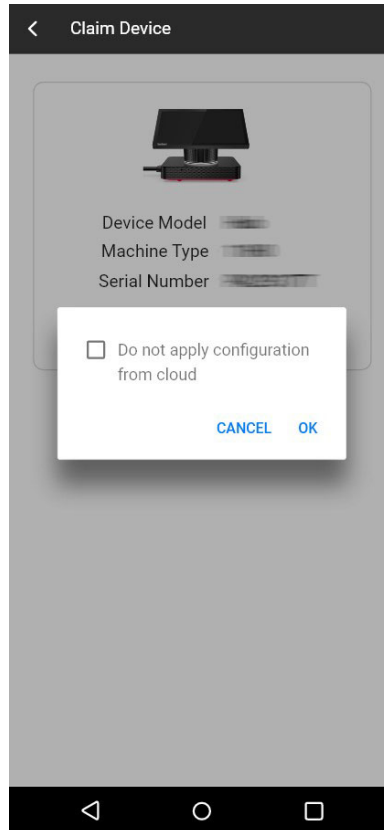 Claim Device
Device Model
Machine Type
Serial Number
Do not apply configuration
from cloud
CANCEL OK